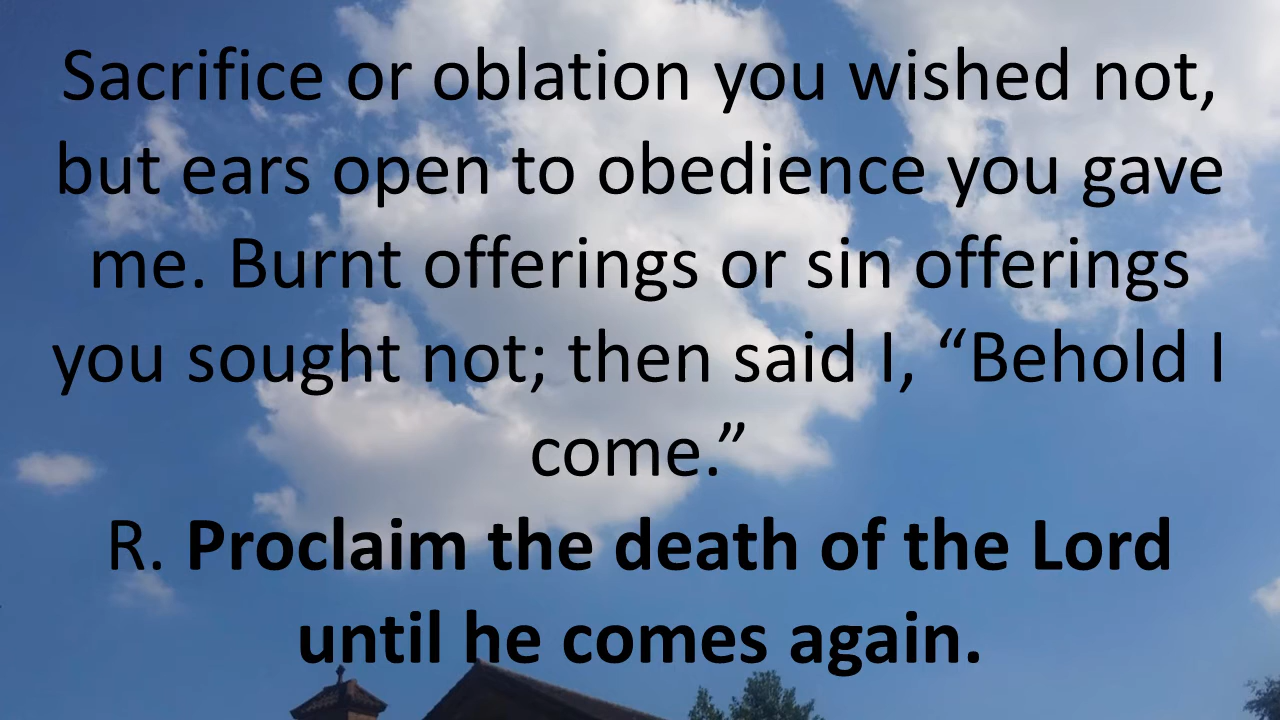 Sacrifice or oblation you wished not,
but ears open to obedience you gave
me. Burnt offerings or sin offerings
you sought not; then said I, “Behold I
come.”
R. Proclaim the death of the Lord
until he comes again.